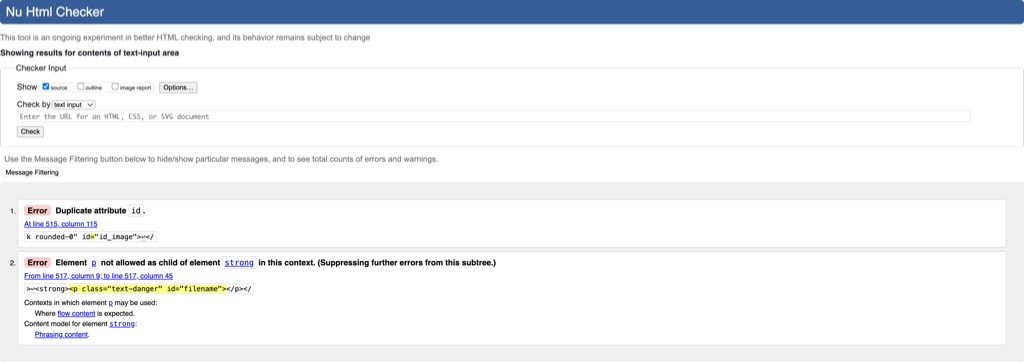 Nu Html Checker
This tool is an ongoing experiment in better HTML checking, and its behavior remains subject to change
Showing results for contents of text-input area
Checker Input
Show source outline image report Options...
Check by text input
Enter the URL for an HTML, CSS, or SVG document
Check
Use the Message Filtering button below to hide/show particular messages, and to see total counts of errors and warnings.
Message Filtering
1. Error Duplicate attribute id.
At line 515, column 115
k rounded-0" id="id_image">↩</
2. Error Element p not allowed as child of element strong in this context. (Suppressing further errors from this subtree.)
From line 517, column 9; to line 517, column 45
>↩<strong><p class="text-danger" id="filename"></p></
Contexts in which element p may be used:
Where flow content is expected.
Content model for element strong:
Phrasing content.